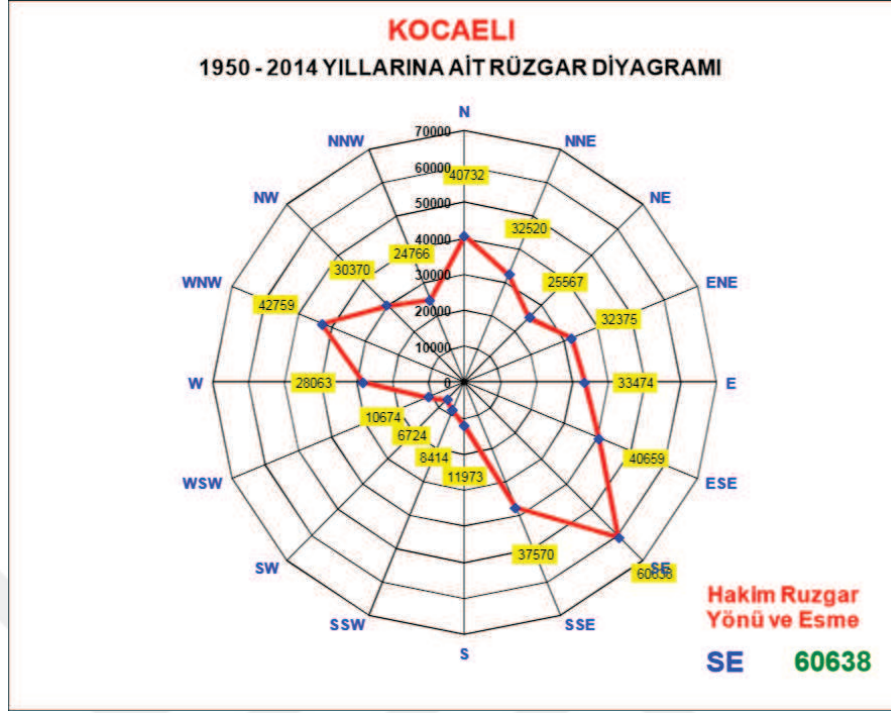 KOCAELI
1950 - 2014 YILLARINA AİT RÜZGAR DİYAGRAMI
N
NNW
70000
NNE
60000
40732
NW
50000
NE
32520
40000
24766
30370
30000
25567
WNW
ENE
42759
20000
32375
10000
W
28063
0
33474
E
10674
6724
40659
8414
WSW
11973
ESE
37570
SW
SE
60638
SSW
SSE
S
Hakim Ruzgar
Yönü ve Esme
SE 60638